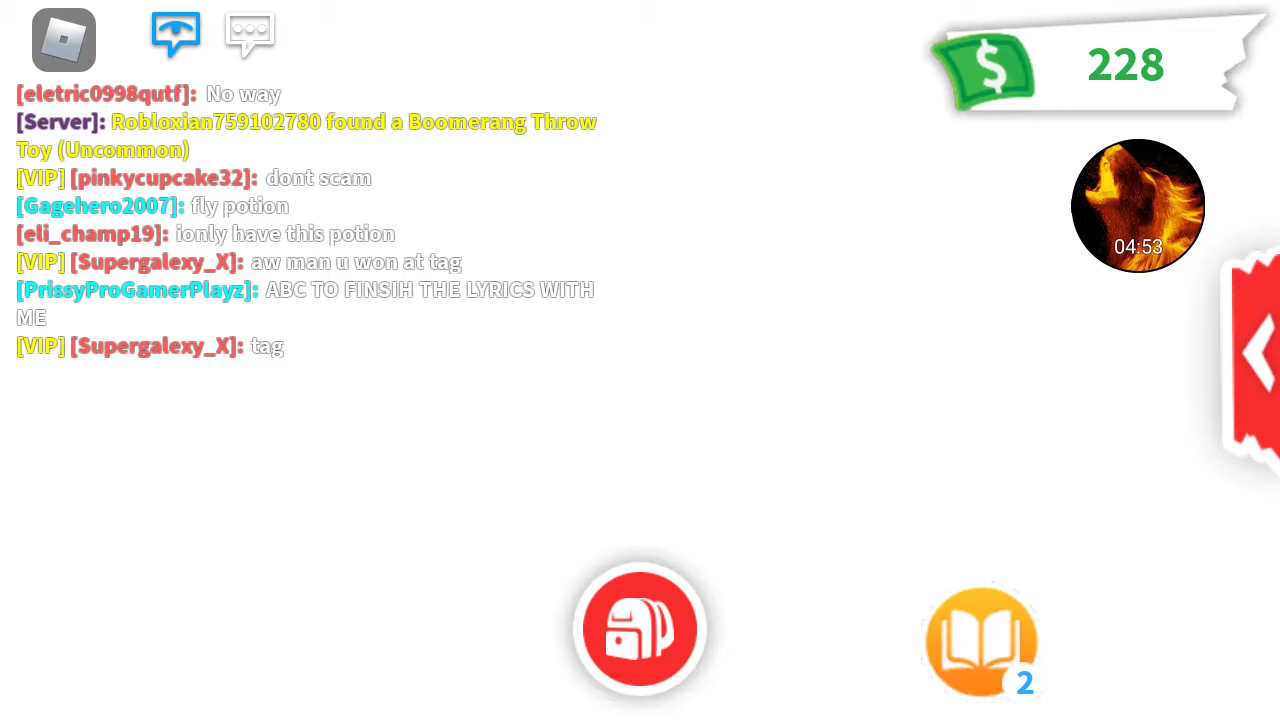 228
[eletric0998qutf]: No way
[Server]: Robloxian759102780 found a Boomerang Throw
Toy (Uncommon)
[VIP] [pinkycupcake32]: dont scam
[Gagehero2007]: fly potion
[eli_champ19]: ionly have this potion
[VIP] [Supergalexy_X]: aw man u won at tag
[PrissyProGamerPlayz]: ABC TO FINSIH THE LYRICS WITH
ME
[VIP] [Supergalexy_X]: tag
04:53
2